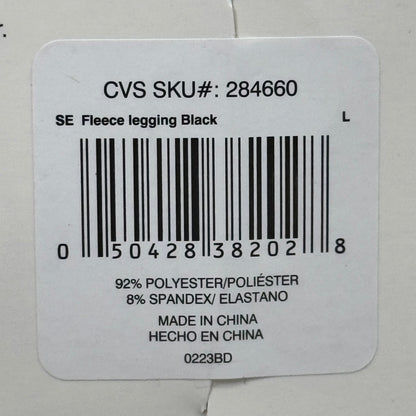 r.
CVS SKU#: 284660
SE Fleece legging Black L
0 50428 38202 8
92% POLYESTER/POLIÉSTER
8% SPANDEX/ ELASTANO
MADE IN CHINA
HECHO EN CHINA
0223BD